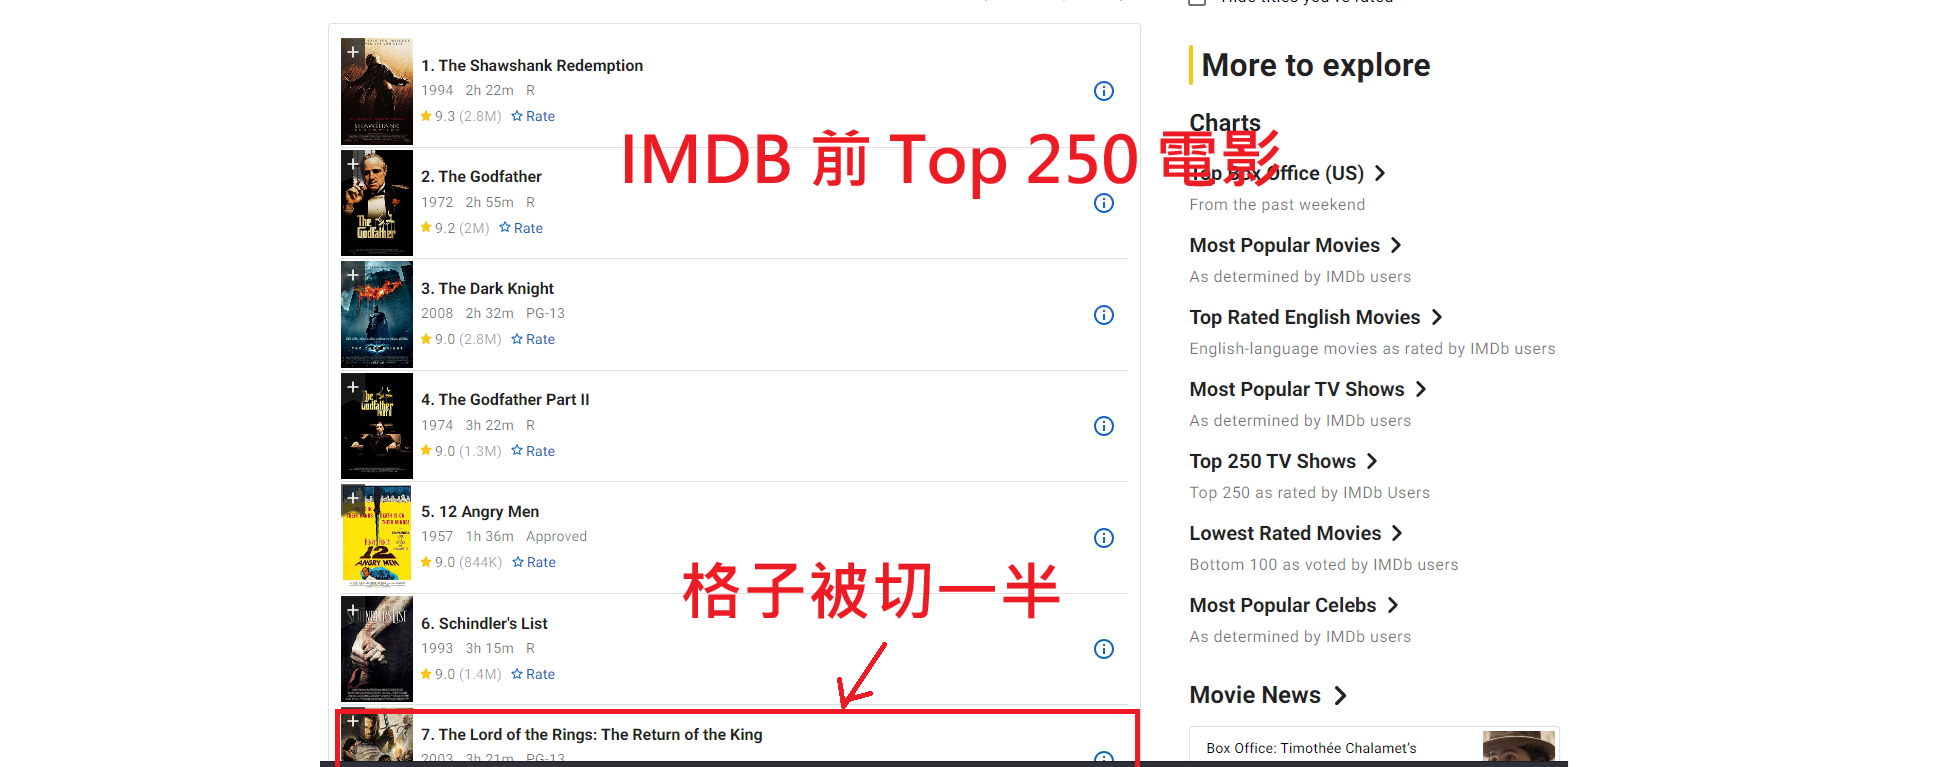 Hide titles you've rated
1. The Shawshank Redemption
1994 2h 22m R
9.3 (2.8M) Rate
IMDB 前 Top 250 電影
2. The Godfather
1972 2h 55m R
9.2 (2M) Rate
3. The Dark Knight
2008 2h 32m PG-13
9.0 (2.8M) Rate
4. The Godfather Part II
1974 3h 22m R
9.0 (1.3M) Rate
5. 12 Angry Men
1957 1h 36m Approved
9.0 (844K) Rate
格子被切一半
6. Schindler's List
1993 3h 15m R
9.0 (1.4M) Rate
7. The Lord of the Rings: The Return of the King
2003 3h 21m PG-13
More to explore
Charts
Top Box Office (US)
From the past weekend
Most Popular Movies
As determined by IMDb users
Top Rated English Movies
English-language movies as rated by IMDb users
Most Popular TV Shows
As determined by IMDb users
Top 250 TV Shows
Top 250 as rated by IMDb Users
Lowest Rated Movies
Bottom 100 as voted by IMDb users
Most Popular Celebs
As determined by IMDb users
Movie News
Box Office: Timothée Chalamet's